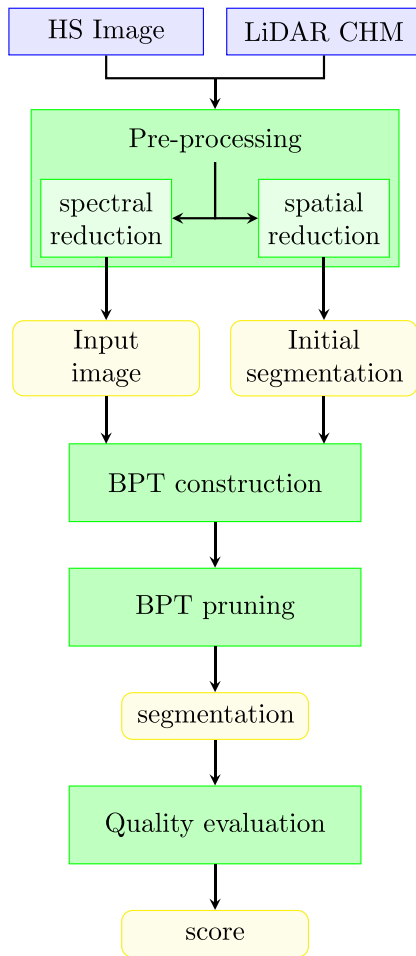 HS Image
LiDAR CHM
Pre-processing
spectral
reduction
spatial
reduction
Input
image
Initial
segmentation
BPT construction
BPT pruning
segmentation
Quality evaluation
score